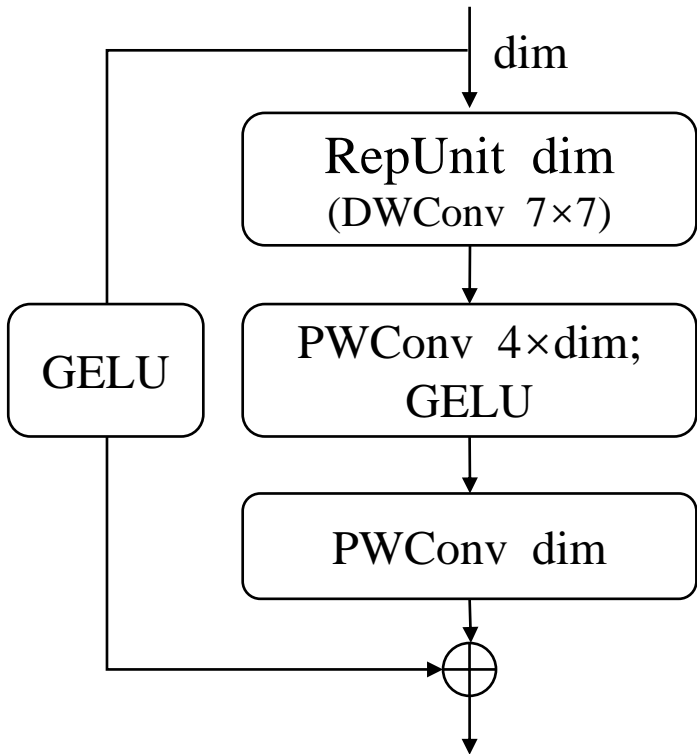 dim
RepUnit dim
(DWConv 7×7)
GELU
PWConv 4×dim;
GELU
PWConv dim